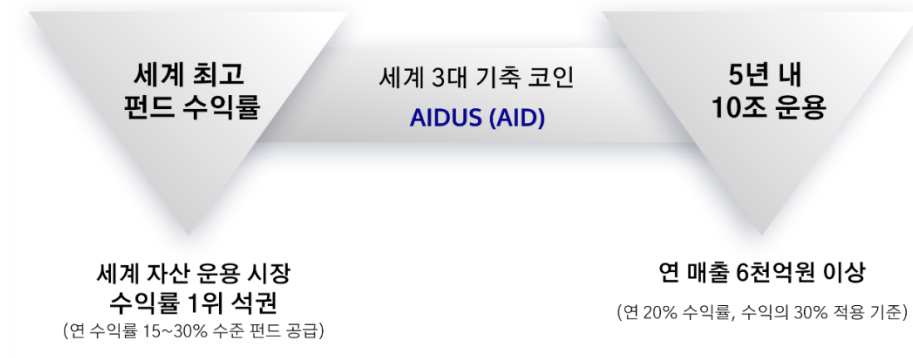 세계 최고
펀드 수익률
세계 3대 기축 코인
AIDUS (AID)
5년 내
10조 운용
세계 자산 운용 시장
수익률 1위 석권
(연 수익률 15~30% 수준 펀드 공급)
연 매출 6천억원 이상
(연 20% 수익률, 수익의 30% 적용 기준)